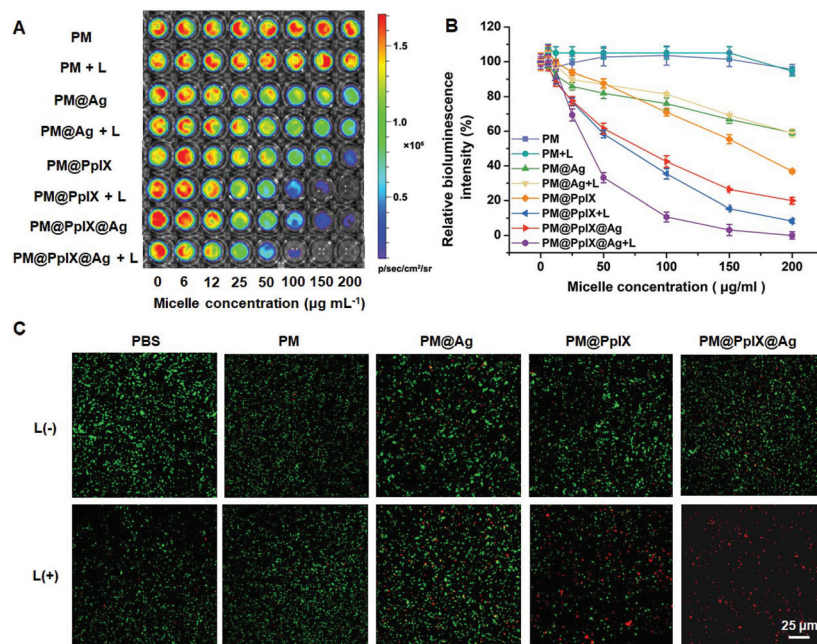 A
PM
PM + L
PM@Ag
PM@Ag + L
PM@PpIX
PM@PpIX + L
PM@PpIX@Ag
PM@PpIX@Ag + L
0 6 12 25 50 100 150 200
Micelle concentration (µg mL-1)
1.5
1.0
×10⁶
0.5
p/sec/cm²/sr
B
Relative bioluminescence
intensity (%)
120
100
80
60
40
20
0
PM
PM+L
PM@Ag
PM@Ag+L
PM@PpIX
PM@PpIX+L
PM@PpIX@Ag
PM@PpIX@Ag+L
0 50 100 150 200
Micelle concentration ( µg/ml )
C
PBS PM PM@Ag PM@PpIX PM@PpIX@Ag
L(-)
L(+)
25 µm